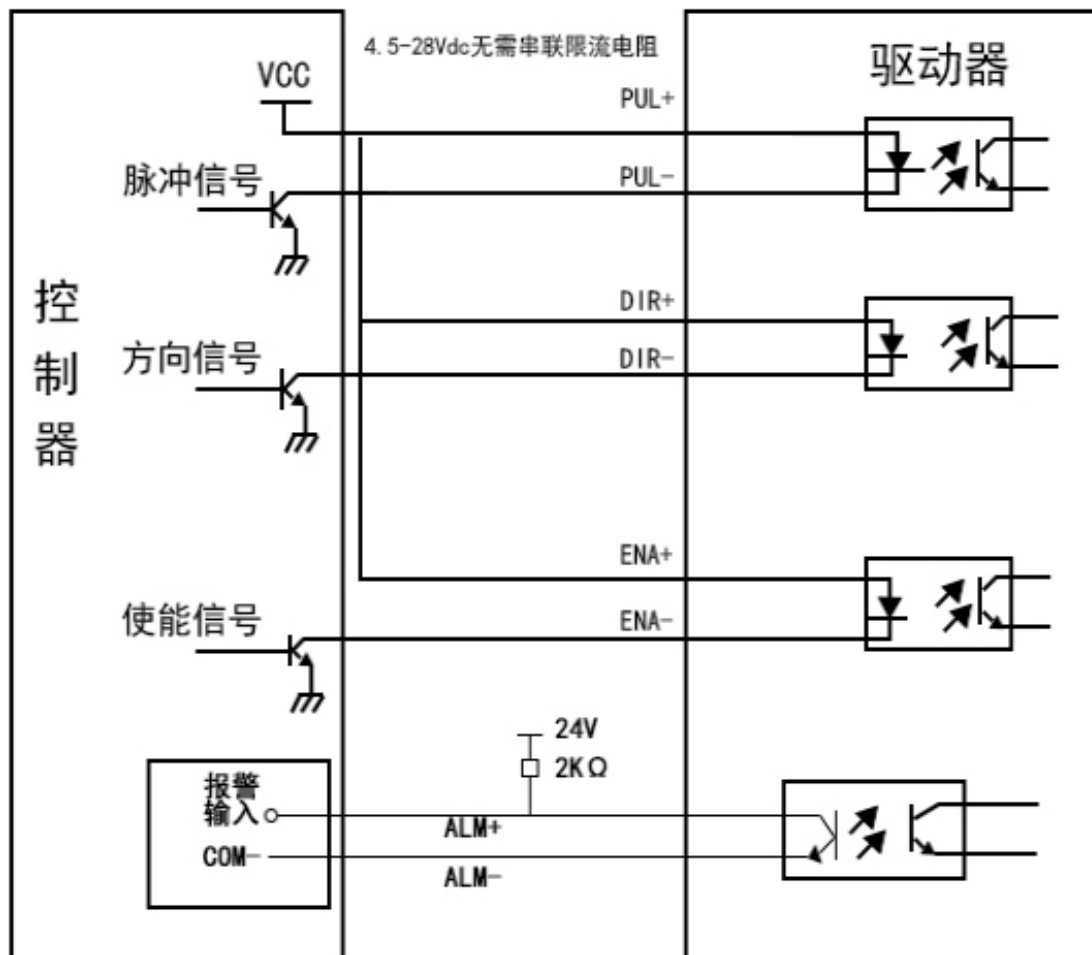 4.5-28Vdc无需串联限流电阻
驱动器
VCC
PUL+
脉冲信号
PUL-
控制器
DIR+
方向信号
DIR-
ENA+
使能信号
ENA-
24V
2KΩ
报警
输入
ALM+
COM-
ALM-